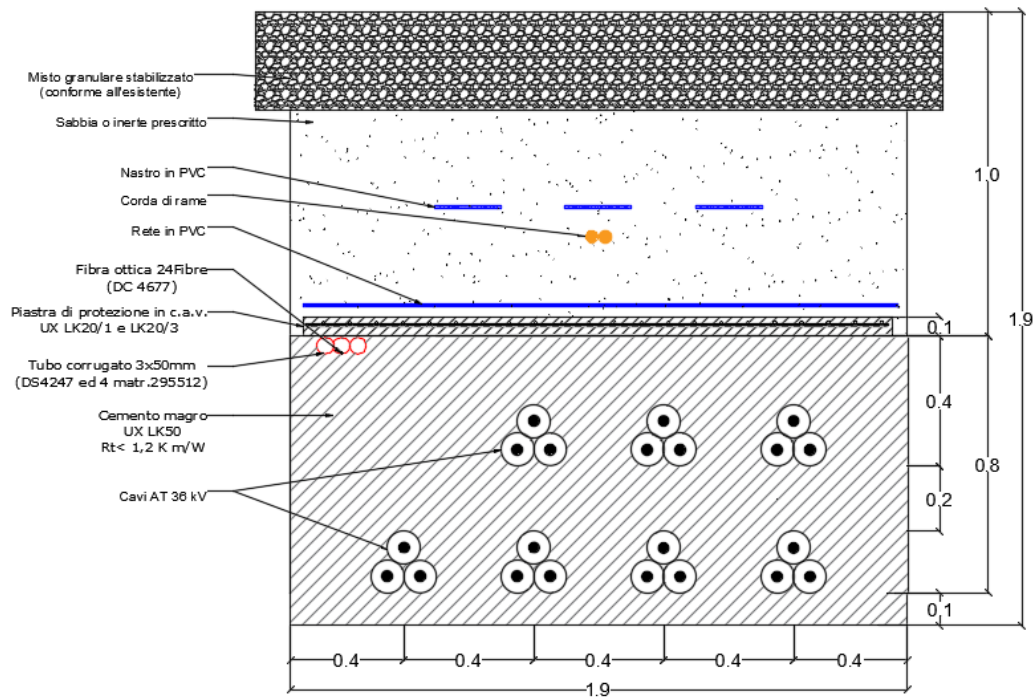 Misto granulare stabilizzato
(conforme all'esistente)
Sabbia o inerte prescritto
Nastro in PVC
Corda di rame
Rete in PVC
Fibra ottica 24Fibre
(DC 4677)
Piastra di protezione in c.a.v.
UX LK20/1 e LK20/3
Tubo corrugato 3x50mm
(DS4247 ed 4 matr.295512)
Cemento magro
UX LK50
Rt< 1,2 K m/W
Cavi AT 36 kV
1.0
1.9
0.1
0.4
0.8
0.2
0.1
0.4
0.4
0.4
0.4
0.4
1.9